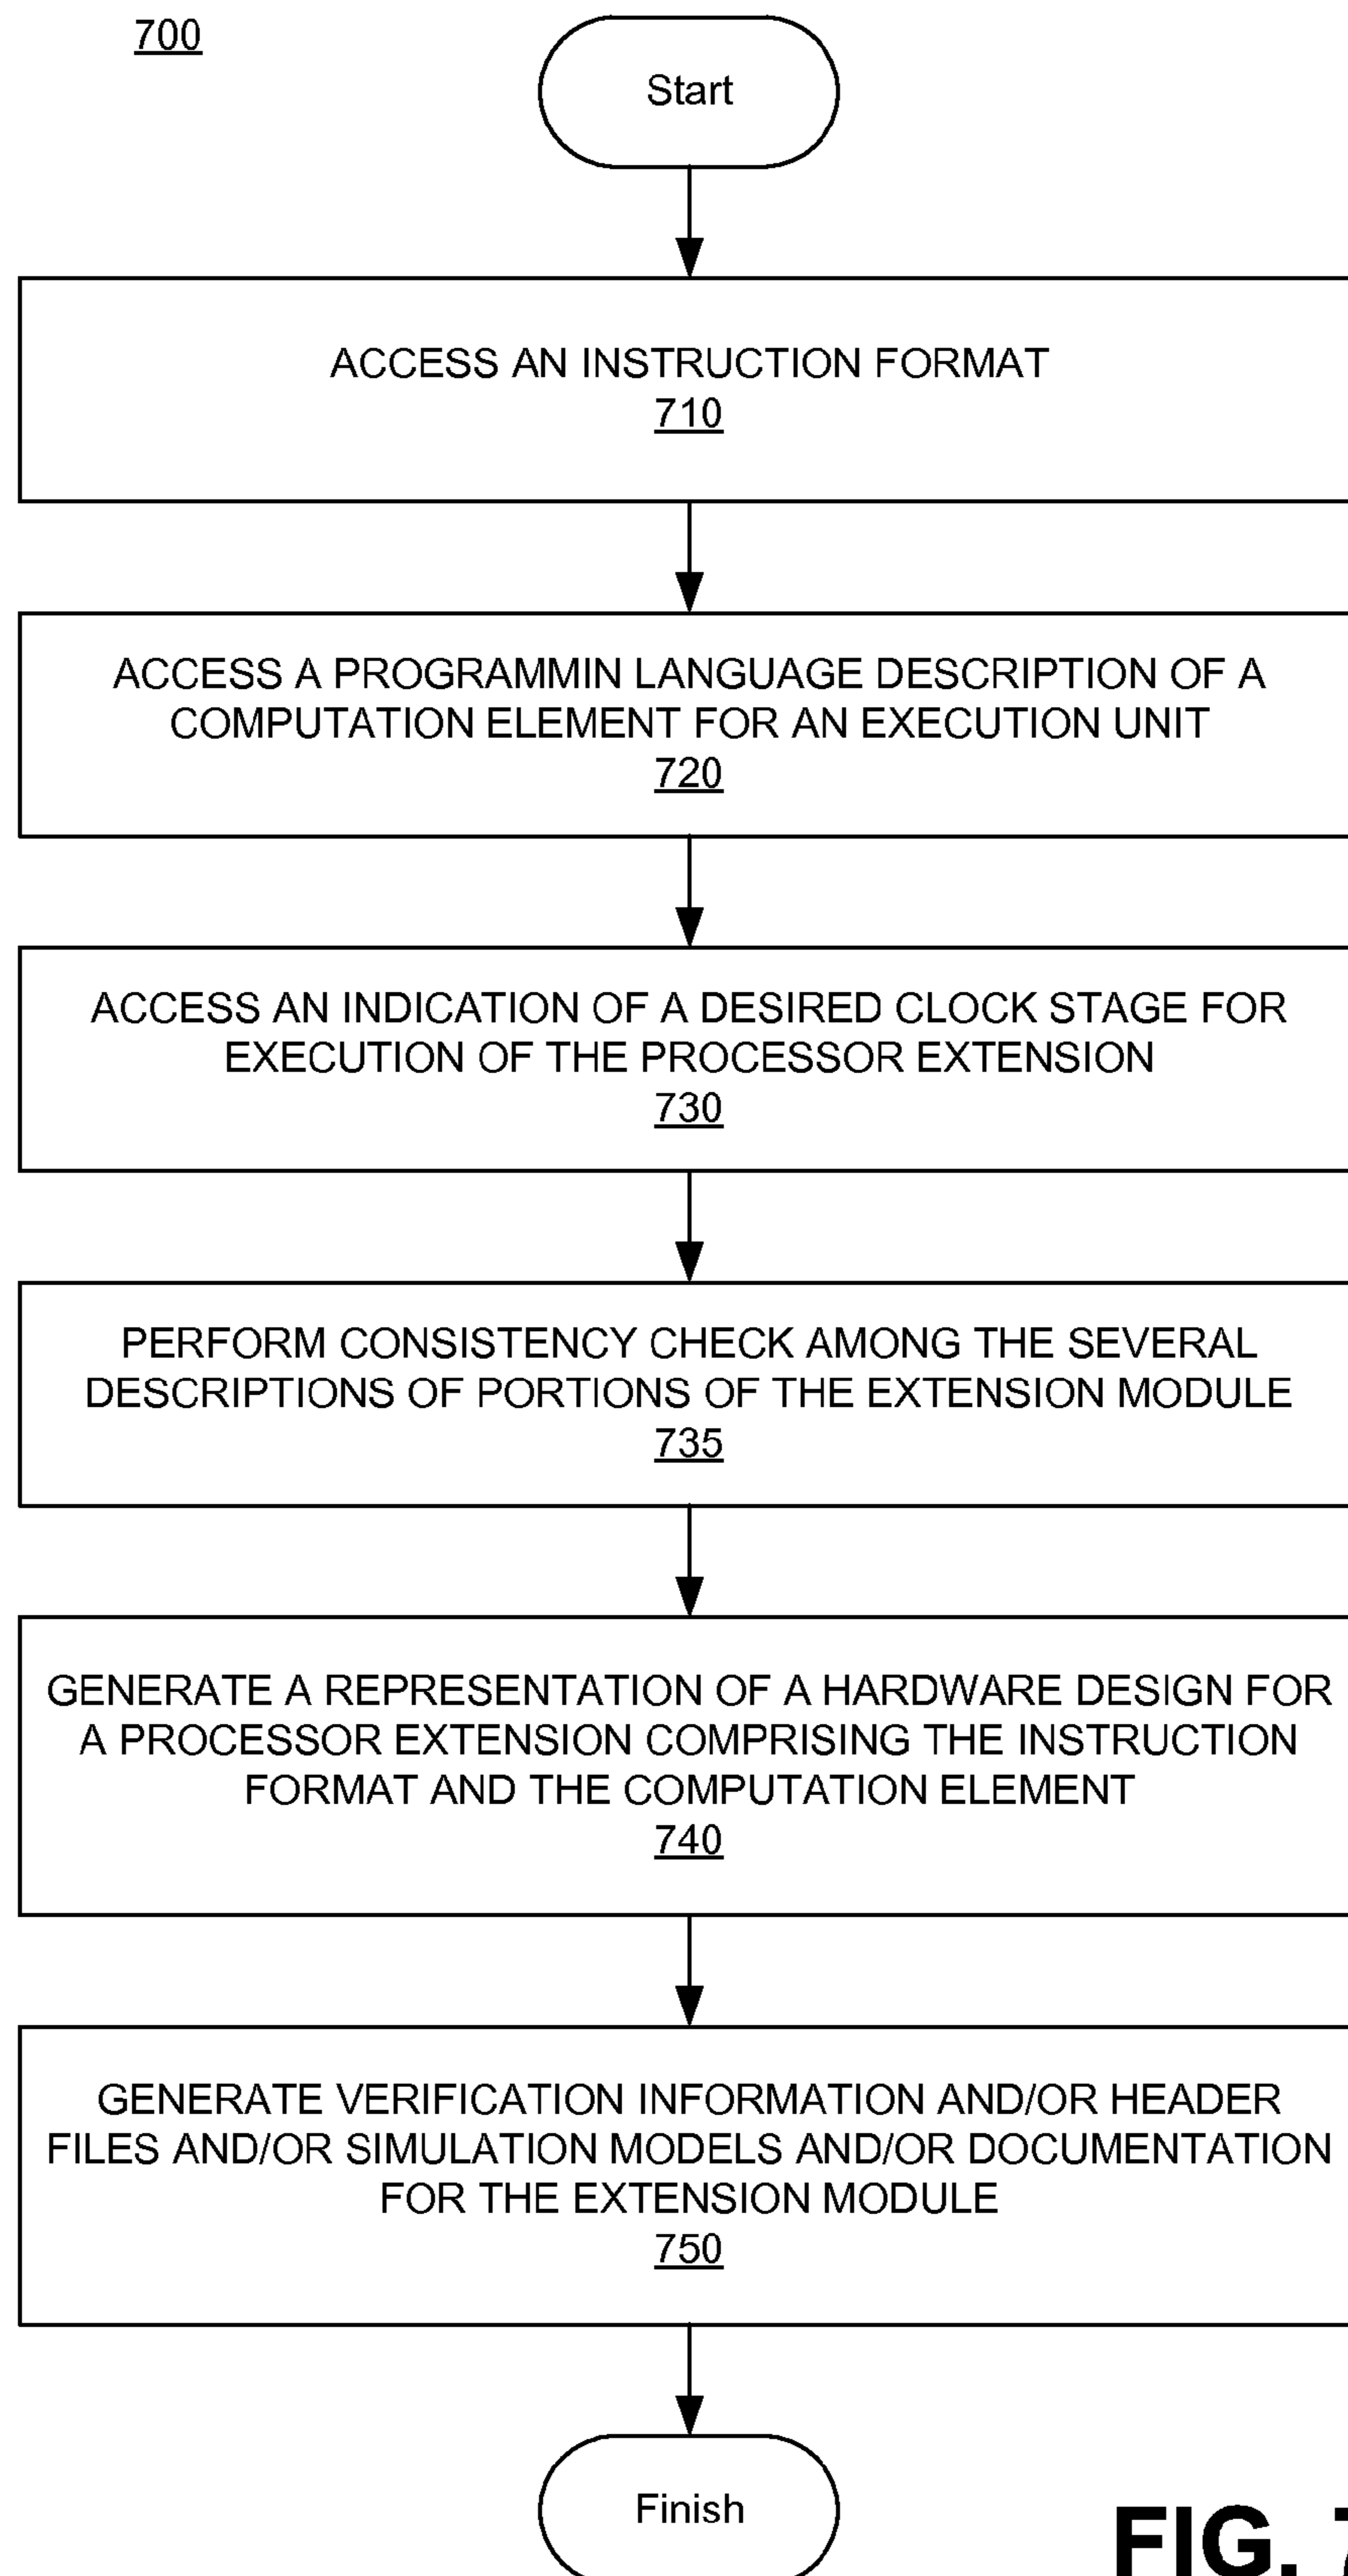 700
Start
ACCESS AN INSTRUCTION FORMAT
710
ACCESS A PROGRAMMIN LANGUAGE DESCRIPTION OF A
COMPUTATION ELEMENT FOR AN EXECUTION UNIT
720
ACCESS AN INDICATION OF A DESIRED CLOCK STAGE FOR
EXECUTION OF THE PROCESSOR EXTENSION
730
PERFORM CONSISTENCY CHECK AMONG THE SEVERAL
DESCRIPTIONS OF PORTIONS OF THE EXTENSION MODULE
735
GENERATE A REPRESENTATION OF A HARDWARE DESIGN FOR
A PROCESSOR EXTENSION COMPRISING THE INSTRUCTION
FORMAT AND THE COMPUTATION ELEMENT
740
GENERATE VERIFICATION INFORMATION AND/OR HEADER
FILES AND/OR SIMULATION MODELS AND/OR DOCUMENTATION
FOR THE EXTENSION MODULE
750
Finish
FIG. 7